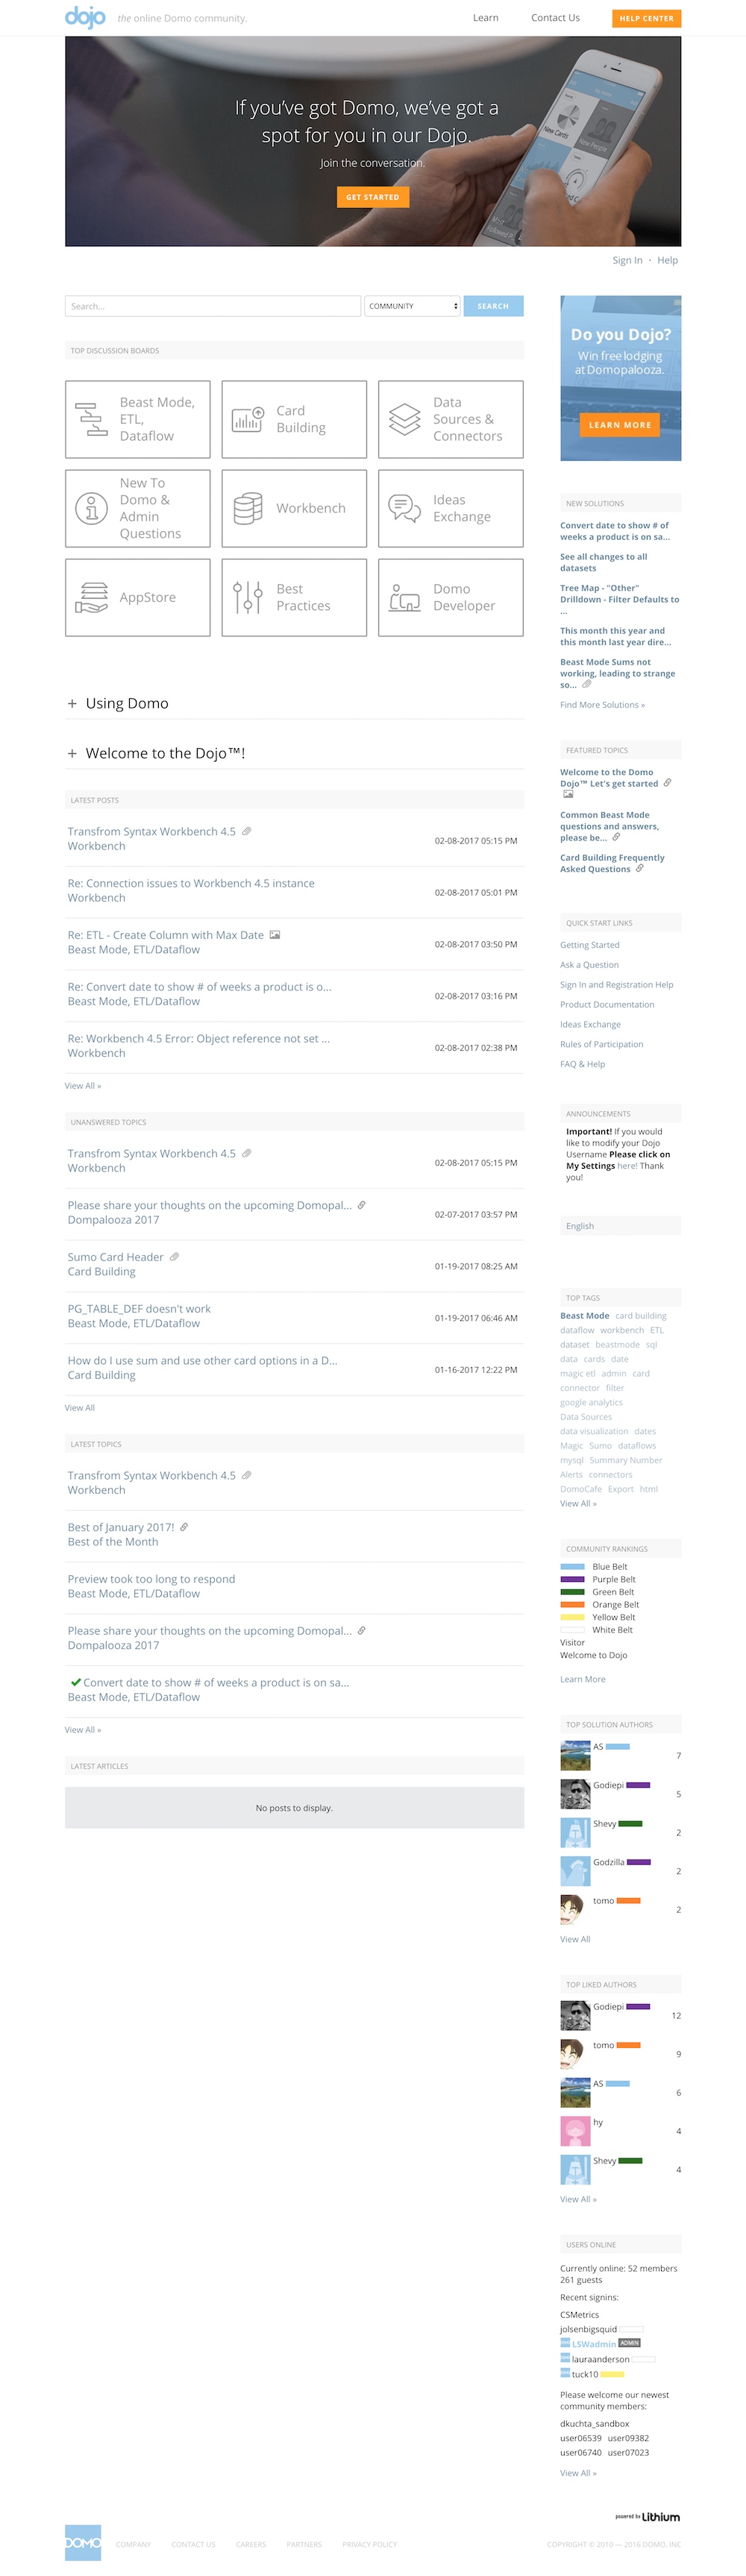 dojo the online Domo community.
Learn Contact Us HELP CENTER
If you've got Domo, we've got a
spot for you in our Dojo.
Join the conversation.
GET STARTED
Sign In · Help
Search...
COMMUNITY
SEARCH
TOP DISCUSSION BOARDS
Beast Mode,
ETL,
Dataflow
Card
Building
Data
Sources &
Connectors
New To
Domo &
Admin
Questions
Workbench
Ideas
Exchange
AppStore
Best
Practices
Domo
Developer
+ Using Domo
+ Welcome to the Dojo™!
LATEST POSTS
Transfrom Syntax Workbench 4.5
Workbench
02-08-2017 05:15 PM
Re: Connection issues to Workbench 4.5 instance
Workbench
02-08-2017 05:01 PM
Re: ETL - Create Column with Max Date
Beast Mode, ETL/Dataflow
02-08-2017 03:50 PM
Re: Convert date to show # of weeks a product is o...
Beast Mode, ETL/Dataflow
02-08-2017 03:16 PM
Re: Workbench 4.5 Error: Object reference not set ...
Workbench
02-08-2017 02:38 PM
View All »
UNANSWERED TOPICS
Transfrom Syntax Workbench 4.5
Workbench
02-08-2017 05:15 PM
Please share your thoughts on the upcoming Domopal...
Dompalooza 2017
02-07-2017 03:57 PM
Sumo Card Header
Card Building
01-19-2017 08:25 AM
PG_TABLE_DEF doesn't work
Beast Mode, ETL/Dataflow
01-19-2017 06:46 AM
How do I use sum and use other card options in a D...
Card Building
01-16-2017 12:22 PM
View All
LATEST TOPICS
Transfrom Syntax Workbench 4.5
Workbench
Best of January 2017!
Best of the Month
Preview took too long to respond
Beast Mode, ETL/Dataflow
Please share your thoughts on the upcoming Domopal...
Dompalooza 2017
Convert date to show # of weeks a product is on sa...
Beast Mode, ETL/Dataflow
View All »
LATEST ARTICLES
No posts to display.
Do you Dojo?
Win free lodging
at Domopalooza.
LEARN MORE
NEW SOLUTIONS
Convert date to show # of
weeks a product is on sa...
See all changes to all
datasets
Tree Map - "Other"
Drilldown - Filter Defaults to
...
This month this year and
this month last year dire...
Beast Mode Sums not
working, leading to strange
so...
Find More Solutions »
FEATURED TOPICS
Welcome to the Domo
Dojo™ Let's get started
Common Beast Mode
questions and answers,
please be...
Card Building Frequently
Asked Questions
QUICK START LINKS
Getting Started
Ask a Question
Sign In and Registration Help
Product Documentation
Ideas Exchange
Rules of Participation
FAQ & Help
ANNOUNCEMENTS
Important! If you would
like to modify your Dojo
Username Please click on
My Settings here! Thank
you!
English
TOP TAGS
Beast Mode card building
dataflow workbench ETL
dataset beastmode sql
data cards date
magic etl admin card
connector filter
google analytics
Data Sources
data visualization dates
Magic Sumo dataflows
mysql Summary Number
Alerts connectors
DomoCafe Export html
View All »
COMMUNITY RANKINGS
Blue Belt
Purple Belt
Green Belt
Orange Belt
Yellow Belt
White Belt
Visitor
Welcome to Dojo
Learn More
TOP SOLUTION AUTHORS
AS 7
Godiepi 5
Shevy 2
Godzilla 2
tomo 2
View All
TOP LIKED AUTHORS
Godiepi 12
tomo 9
AS 6
hy 4
Shevy 4
View All »
USERS ONLINE
Currently online: 52 members
261 guests
Recent signins:
CSMetrics
jolsenbigsquid
LSWadmin ADMIN
lauraanderson
tuck10
Please welcome our newest
community members:
dkuchta_sandbox
user06539 user09382
user06740 user07023
View All »
powered by Lithium
DOMO COMPANY CONTACT US CAREERS PARTNERS PRIVACY POLICY COPYRIGHT © 2010 — 2016 DOMO, INC